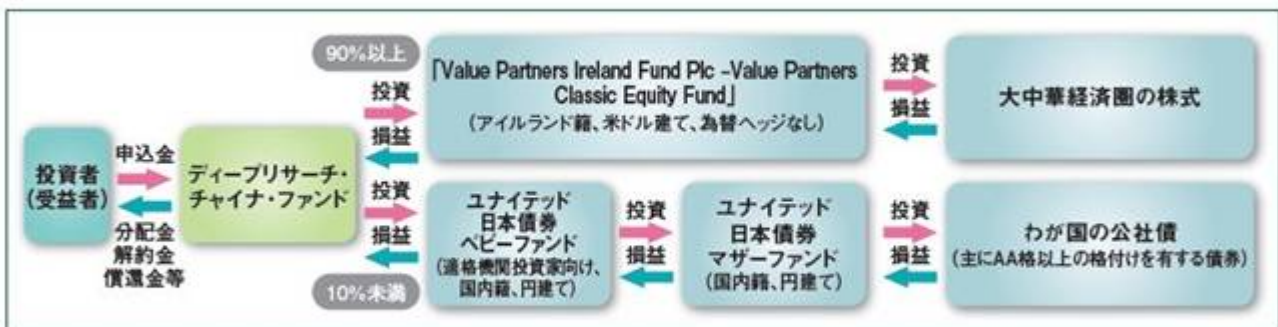 90%以上
「Value Partners Ireland Fund Plc –Value Partners
Classic Equity Fund」
(アイルランド籍、米ドル建て、為替ヘッジなし)
投資
損益
投資
損益
大中華経済圏の株式
投資者
(受益者)
申込金
分配金
解約金
償還金等
ディープリサーチ・
チャイナ・ファンド
投資
損益
10%未満
ユナイテッド
日本債券
ベビーファンド
(適格機関投資家向け、
国内籍、円建て)
投資
損益
ユナイテッド
日本債券
マザーファンド
(国内籍、円建て)
投資
損益
わが国の公社債
(主にAA格以上の格付けを有する債券)